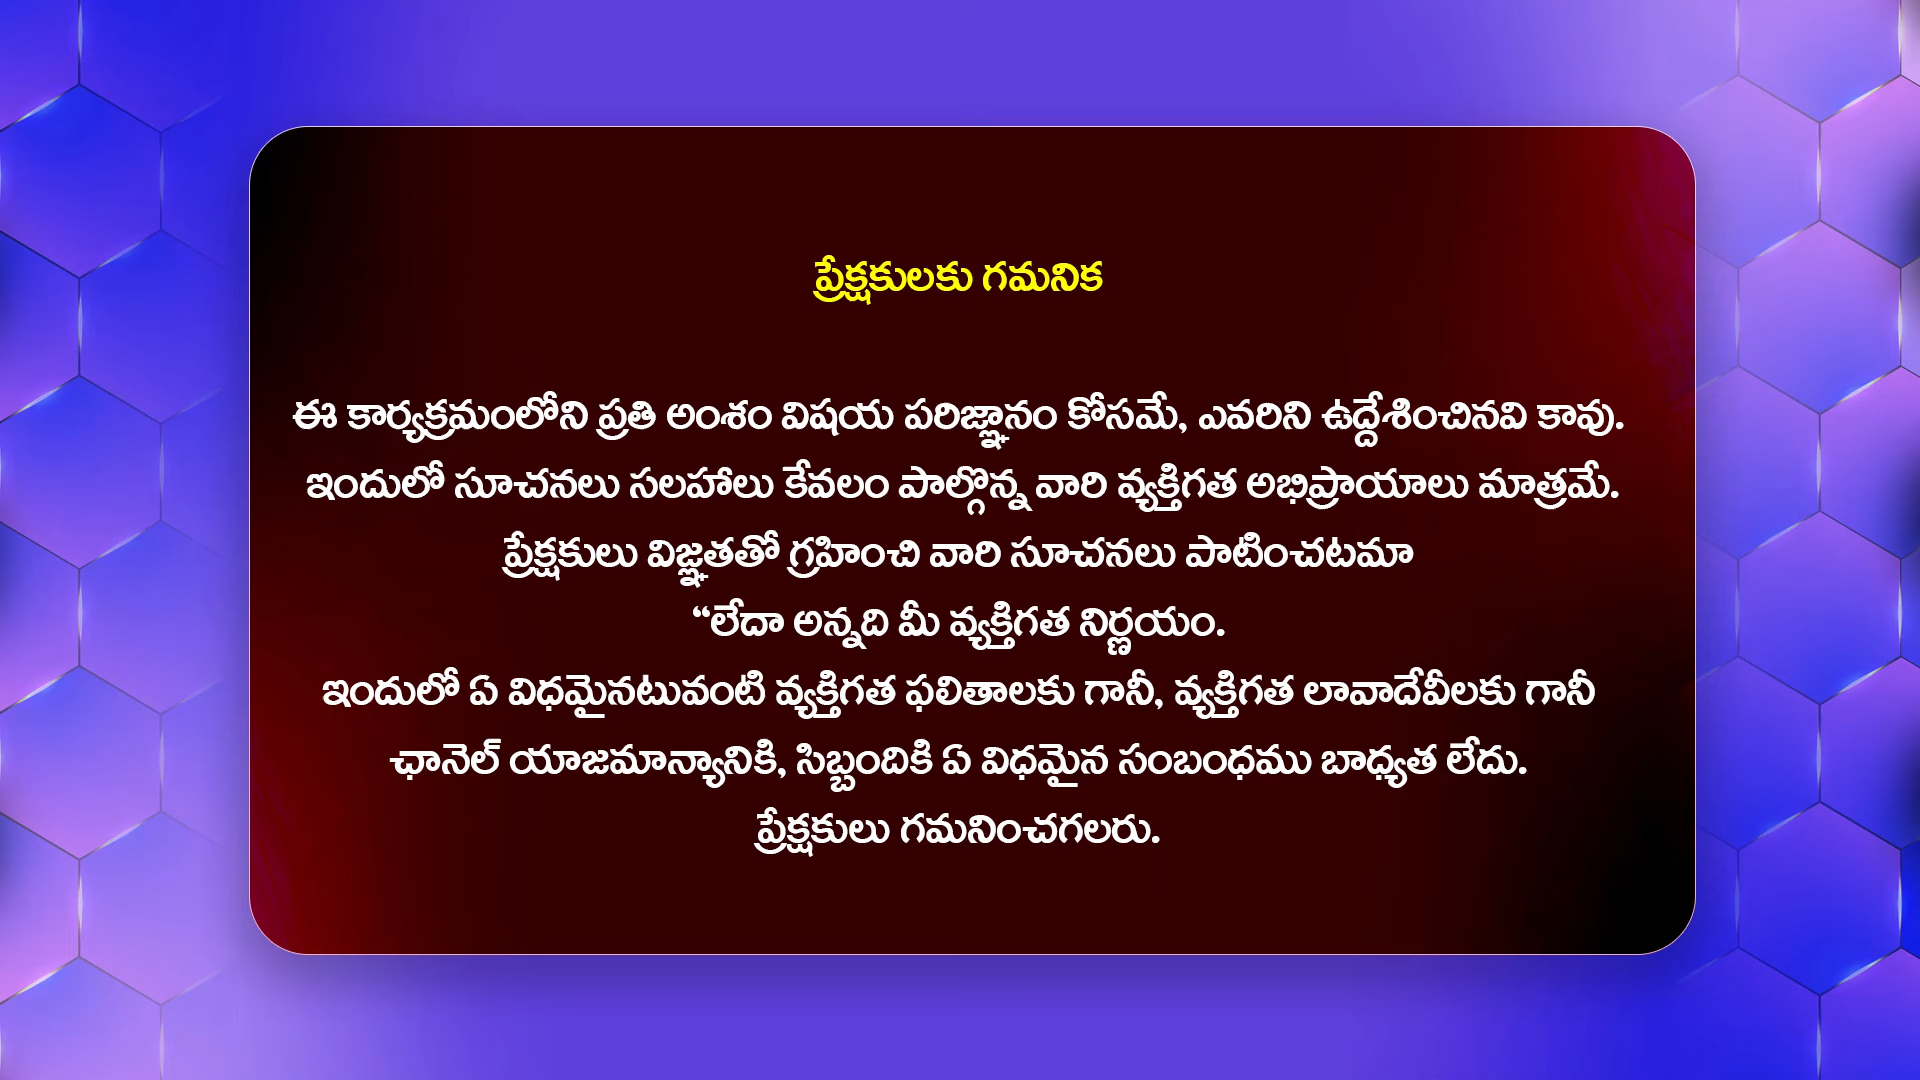 ప్రేక్షకులకు గమనిక
ఈ కార్యక్రమంలోని ప్రతి అంశం విషయ పరిజ్ఞానం కోసమే, ఎవరిని ఉద్దేశించినవి కావు.
ఇందులో సూచనలు సలహాలు కేవలం పాల్గొన్న వారి వ్యక్తిగత అభిప్రాయాలు మాత్రమే.
ప్రేక్షకులు విజ్ఞతతో గ్రహించి వారి సూచనలు పాటించటమా
“లేదా అన్నది మీ వ్యక్తిగత నిర్ణయం.
ఇందులో ఏ విధమైనటువంటి వ్యక్తిగత ఫలితాలకు గానీ, వ్యక్తిగత లావాదేవీలకు గానీ
ఛానెల్ యాజమాన్యానికి, సిబ్బందికి ఏ విధమైన సంబంధము బాధ్యత లేదు.
ప్రేక్షకులు గమనించగలరు.